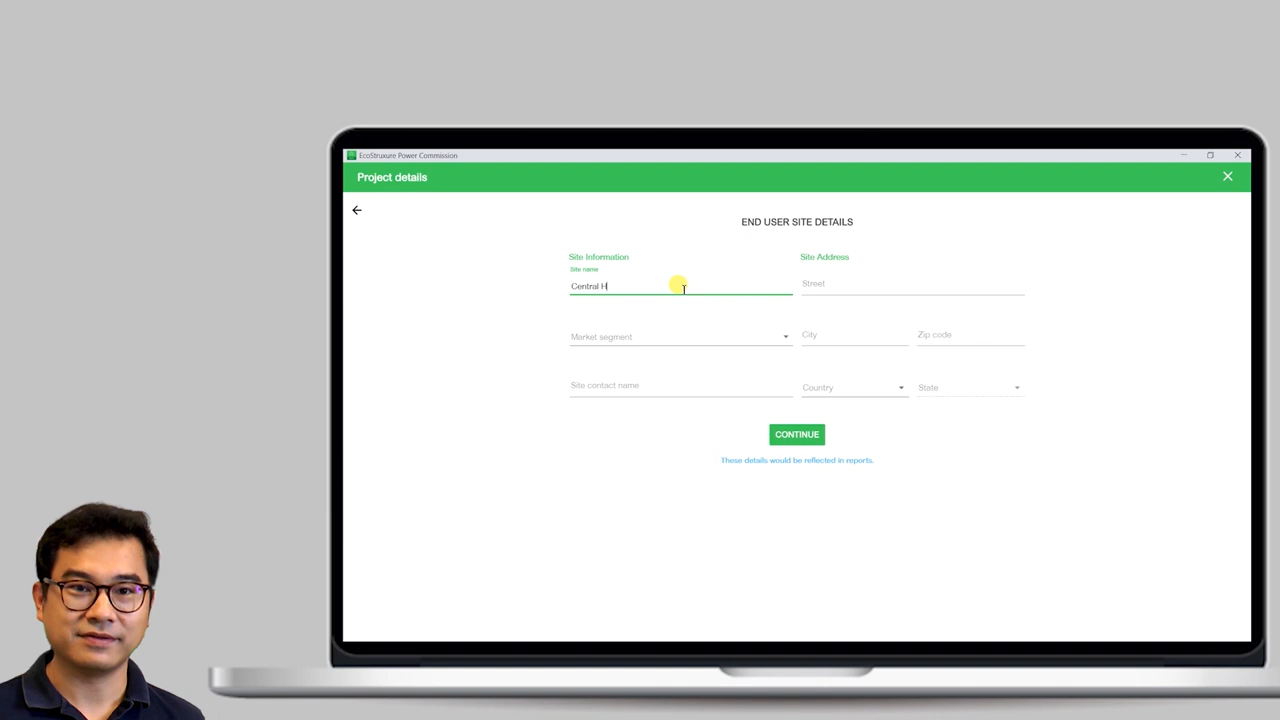 EcoStruxure Power Commission
Project details
END USER SITE DETAILS
Site Information
Site Address
Site name
Central H
Street
Market segment
City
Zip code
Site contact name
Country
State
CONTINUE
These details would be reflected in reports.